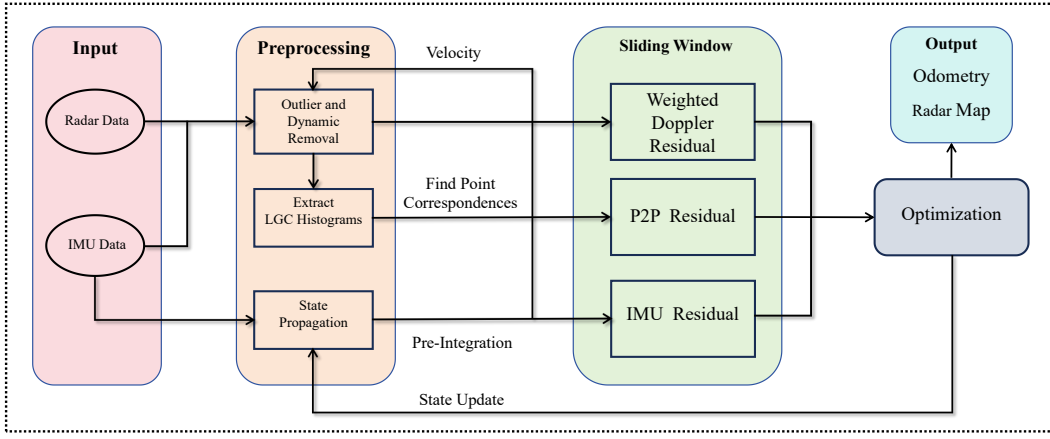 Input
Radar Data
IMU Data
Preprocessing
Outlier and
Dynamic
Removal
Extract
LGC Histograms
State
Propagation
Velocity
Find Point
Correspondences
Pre-Integration
State Update
Sliding Window
Weighted
Doppler
Residual
P2P Residual
IMU Residual
Output
Odometry
Radar Map
Optimization